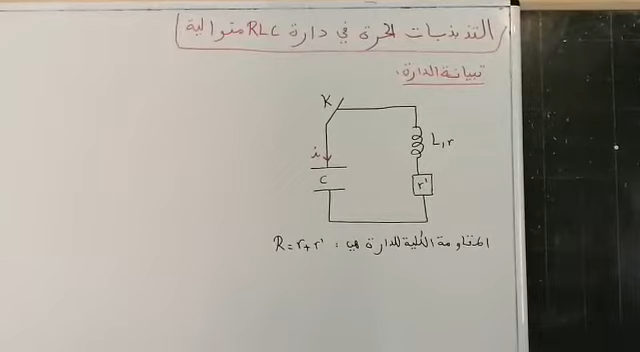 التذبذبات الحرة في دارة RLC متوالية
تبيانة الدارة:
K
i
L,r
C
r'
المقاومة الكلية للدارة هي: R=r+r'